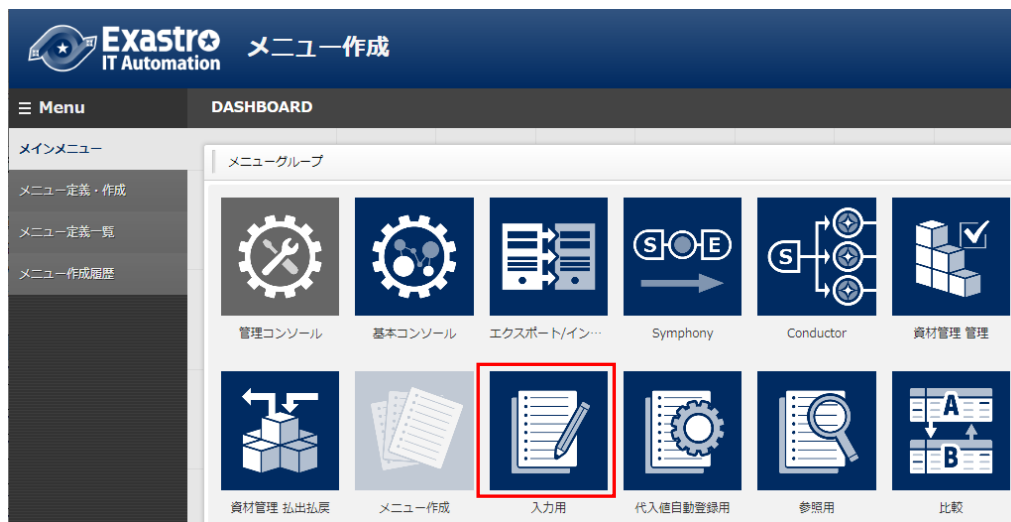 Exastro
IT Automation
メニュー作成
☰ Menu
DASHBOARD
メインメニュー
メニュー定義・作成
メニュー定義一覧
メニュー作成履歴
メニューグループ
S E
S
管理コンソール
基本コンソール
エクスポート/イン…
Symphony
Conductor
資材管理 管理
A
B
資材管理 払出払戻
メニュー作成
入力用
代入値自動登録用
参照用
比較